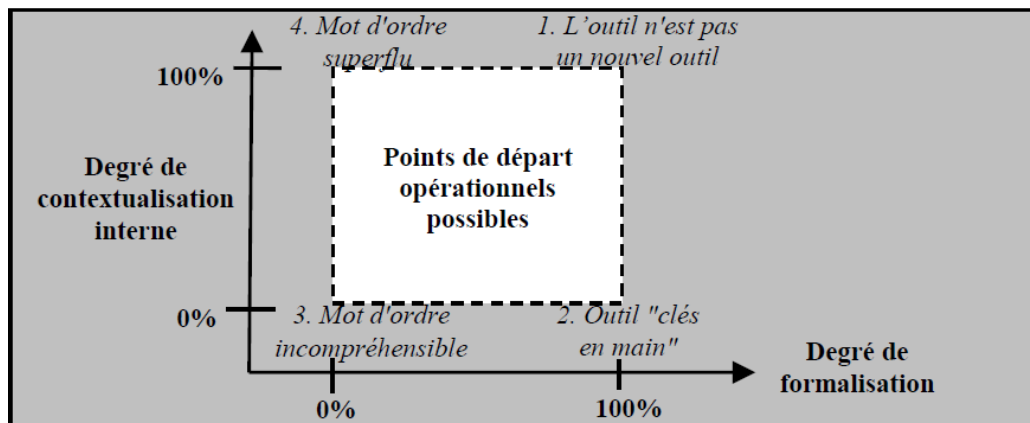 4. Mot d'ordre
superflu
1. L’outil n'est pas
un nouvel outil
100%
Degré de
contextualisation
interne
Points de départ
opérationnels
possibles
0%
3. Mot d'ordre
incompréhensible
2. Outil "clés
en main"
Degré de
formalisation
0%
100%